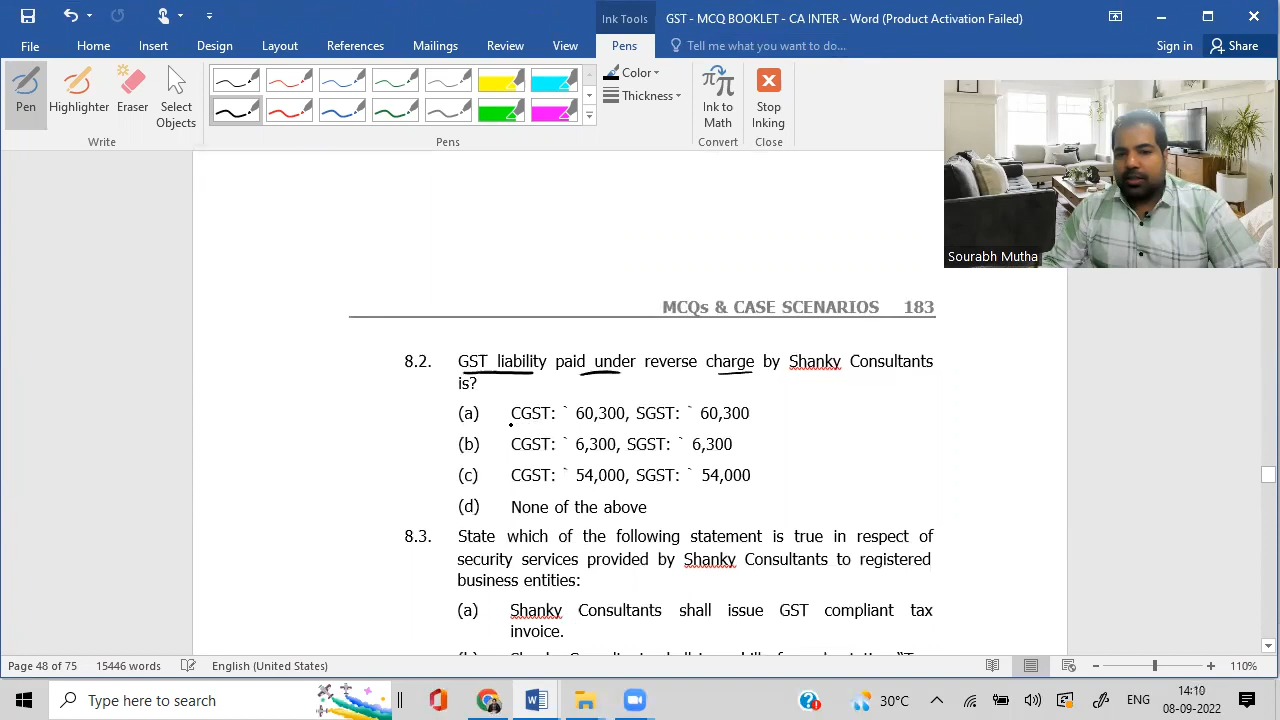 Ink Tools
GST - MCQ BOOKLET - CA INTER - Word (Product Activation Failed)
File Home Insert Design Layout References Mailings Review View Pens Tell me what you want to do... Sign in Share
Pen Highlighter Eraser Select Objects
Color
Thickness
Ink to Math
Stop Inking
Write Pens Convert Close
Sourabh Mutha
MCQs & CASE SCENARIOS 183
8.2. GST liability paid under reverse charge by Shanky Consultants
is?
(a) CGST: ` 60,300, SGST: ` 60,300
(b) CGST: ` 6,300, SGST: ` 6,300
(c) CGST: ` 54,000, SGST: ` 54,000
(d) None of the above
8.3. State which of the following statement is true in respect of
security services provided by Shanky Consultants to registered
business entities:
(a) Shanky Consultants shall issue GST compliant tax
invoice.
Page 48 of 75 15446 words English (United States) 110%
Type here to search 30°C ENG 14:10
08-09-2022